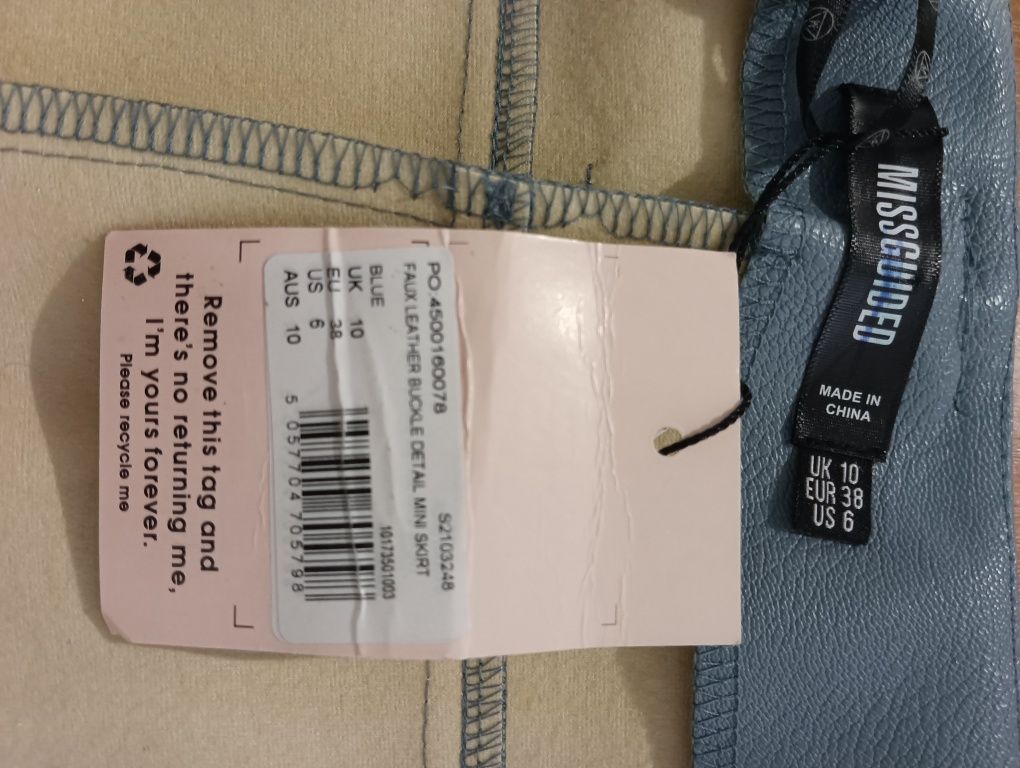 MISSGUIDED
MADE IN
CHINA
UK 10
EUR 38
US 6
PO.4500160078 S2103248
FAUX LEATHER BUCKLE DETAIL MINI SKIRT
BLUE 10173501003
UK 10
EU 38
US 6
AUS 10
5 057704 705798
Remove this tag and
there's no returning me,
I'm yours forever.
Please recycle me